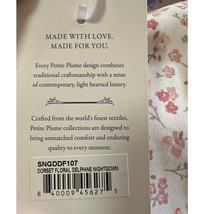 MADE WITH LOVE.
MADE FOR YOU.
Every Petite Plume design combines
traditional craftsmanship with a sense
of contemporary, light hearted luxury.
Crafted from the world's finest textiles,
Petite Plume collections are designed to
bring unmatched comfort and enduring
quality to every moment.
SNGDDF107
DORSET FLORAL DELPHINE NIGHTGOWN
8 40009 45627 5